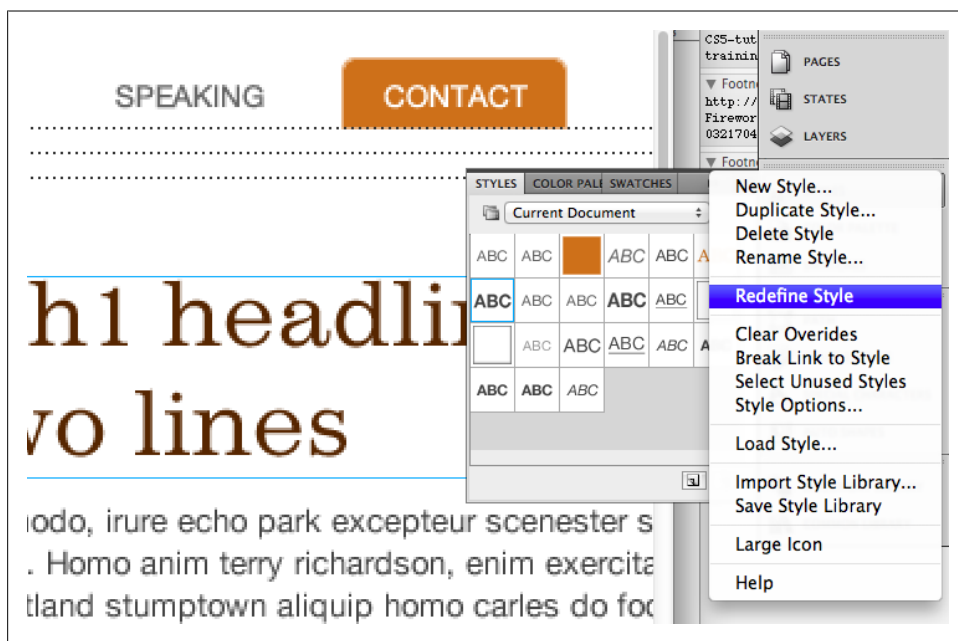 CS5-tut
trainin
PAGES
SPEAKING
CONTACT
Footn
http://
Firewor
0321704
STATES
LAYERS
Footn
STYLES
COLOR PALE
SWATCHES
Current Document
ABC ABC ABC ABC
ABC ABC ABC ABC ABC
ABC ABC ABC ABC
ABC ABC ABC
New Style...
Duplicate Style...
Delete Style
Rename Style...
Redefine Style
Clear Overides
Break Link to Style
Select Unused Styles
Style Options...
Load Style...
Import Style Library...
Save Style Library
Large Icon
Help
h1 headli
vo lines
odo, irure echo park excepteur scenester s
. Homo anim terry richardson, enim exercita
tland stumptown aliquip homo carles do foo